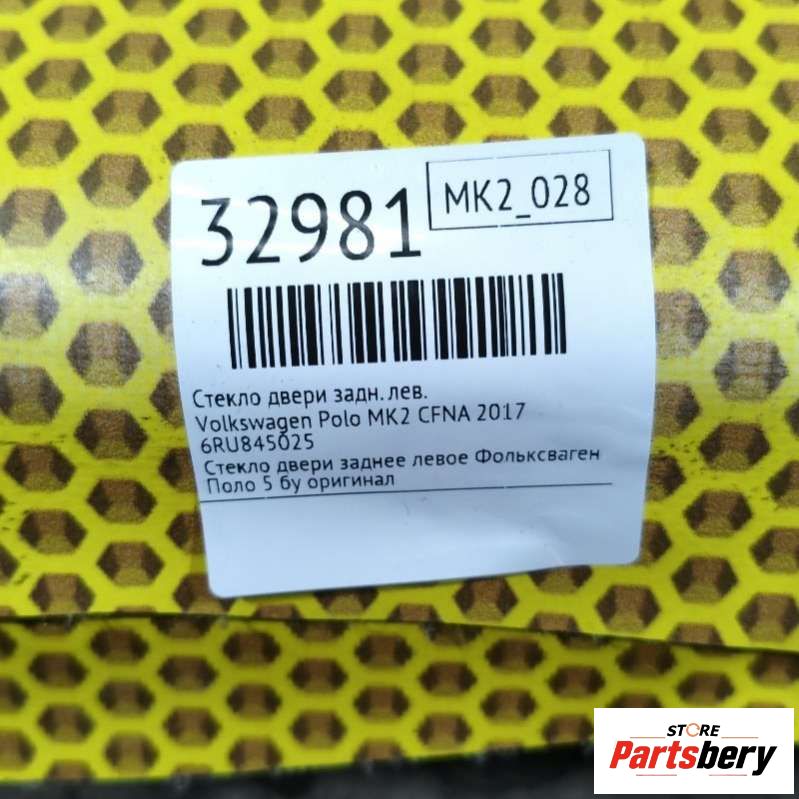 32981
MK2_028
Стекло двери задн. лев.
Volkswagen Polo MK2 CFNA 2017
6RU845025
Стекло двери заднее левое Фольксваген
Поло 5 бу оригинал
STORE
Partsbery